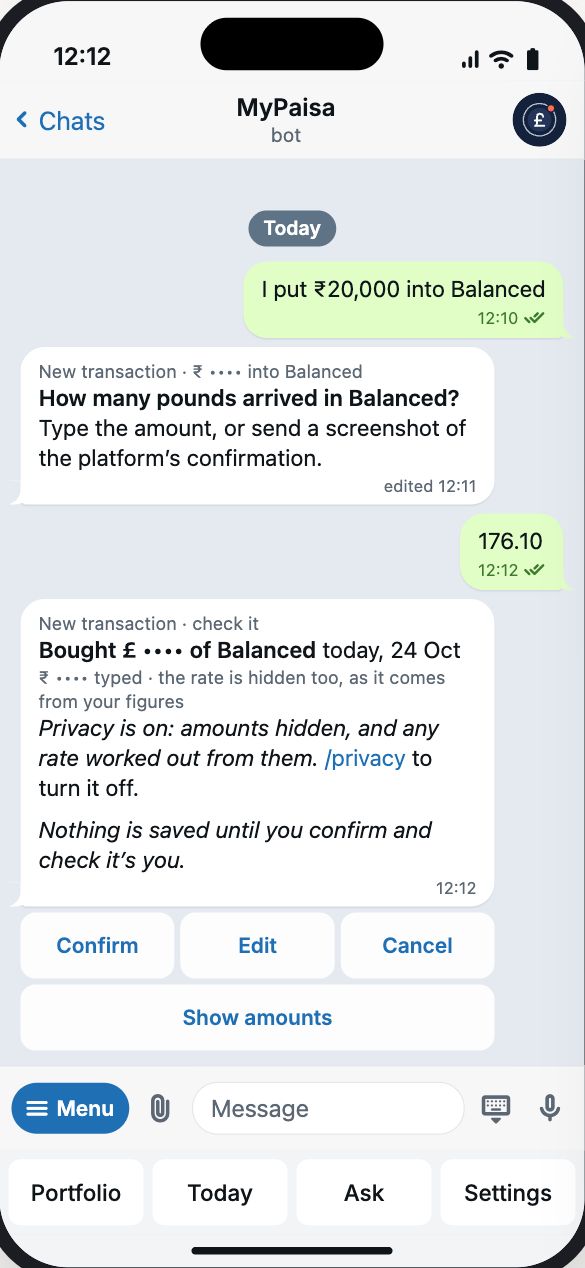 12:12
Chats
MyPaisa
bot
£
Today
I put ₹20,000 into Balanced
12:10
New transaction · ₹ •••• into Balanced
How many pounds arrived in Balanced?
Type the amount, or send a screenshot of
the platform’s confirmation.
edited 12:11
176.10
12:12
New transaction · check it
Bought £ •••• of Balanced today, 24 Oct
₹ •••• typed · the rate is hidden too, as it comes
from your figures
Privacy is on: amounts hidden, and any
rate worked out from them. /privacy to
turn it off.
Nothing is saved until you confirm and
check it’s you.
12:12
Confirm
Edit
Cancel
Show amounts
Menu
Message
Portfolio
Today
Ask
Settings